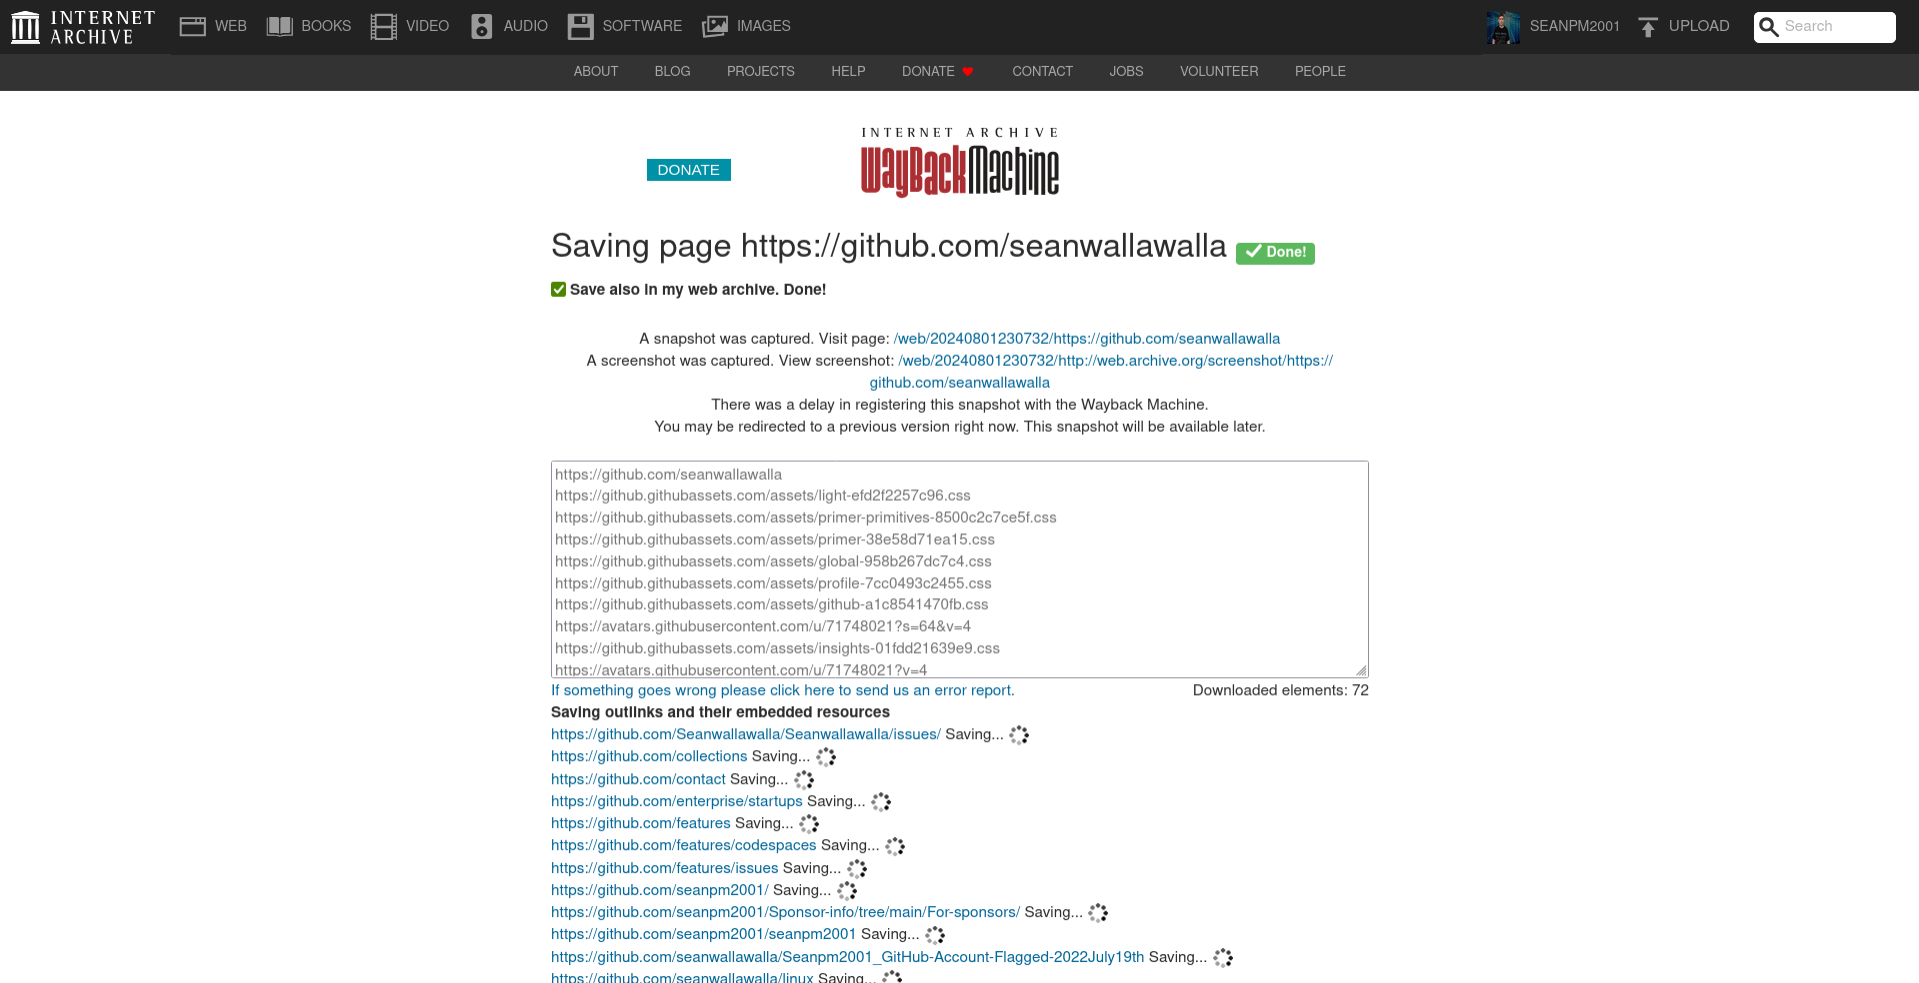 INTERNET ARCHIVE
WEB BOOKS VIDEO AUDIO SOFTWARE IMAGES SEANPM2001 UPLOAD Search
ABOUT BLOG PROJECTS HELP DONATE CONTACT JOBS VOLUNTEER PEOPLE
INTERNET ARCHIVE
WayBackMachine
DONATE
Saving page https://github.com/seanwallawalla Done!
Save also in my web archive. Done!
A snapshot was captured. Visit page: /web/20240801230732/https://github.com/seanwallawalla
A screenshot was captured. View screenshot: /web/20240801230732/http://web.archive.org/screenshot/https://
github.com/seanwallawalla
There was a delay in registering this snapshot with the Wayback Machine.
You may be redirected to a previous version right now. This snapshot will be available later.
https://github.com/seanwallawalla
https://github.githubassets.com/assets/light-efd2f2257c96.css
https://github.githubassets.com/assets/primer-primitives-8500c2c7ce5f.css
https://github.githubassets.com/assets/primer-38e58d71ea15.css
https://github.githubassets.com/assets/global-958b267dc7c4.css
https://github.githubassets.com/assets/profile-7cc0493c2455.css
https://github.githubassets.com/assets/github-a1c8541470fb.css
https://avatars.githubusercontent.com/u/71748021?s=64&v=4
https://github.githubassets.com/assets/insights-01fdd21639e9.css
https://avatars.githubusercontent.com/u/71748021?v=4
If something goes wrong please click here to send us an error report. Downloaded elements: 72
Saving outlinks and their embedded resources
https://github.com/Seanwallawalla/Seanwallawalla/issues/ Saving...
https://github.com/collections Saving...
https://github.com/contact Saving...
https://github.com/enterprise/startups Saving...
https://github.com/features Saving...
https://github.com/features/codespaces Saving...
https://github.com/features/issues Saving...
https://github.com/seanpm2001/ Saving...
https://github.com/seanpm2001/Sponsor-info/tree/main/For-sponsors/ Saving...
https://github.com/seanpm2001/seanpm2001 Saving...
https://github.com/seanwallawalla/Seanpm2001_GitHub-Account-Flagged-2022July19th Saving...
https://github.com/seanwallawalla/linux Saving...